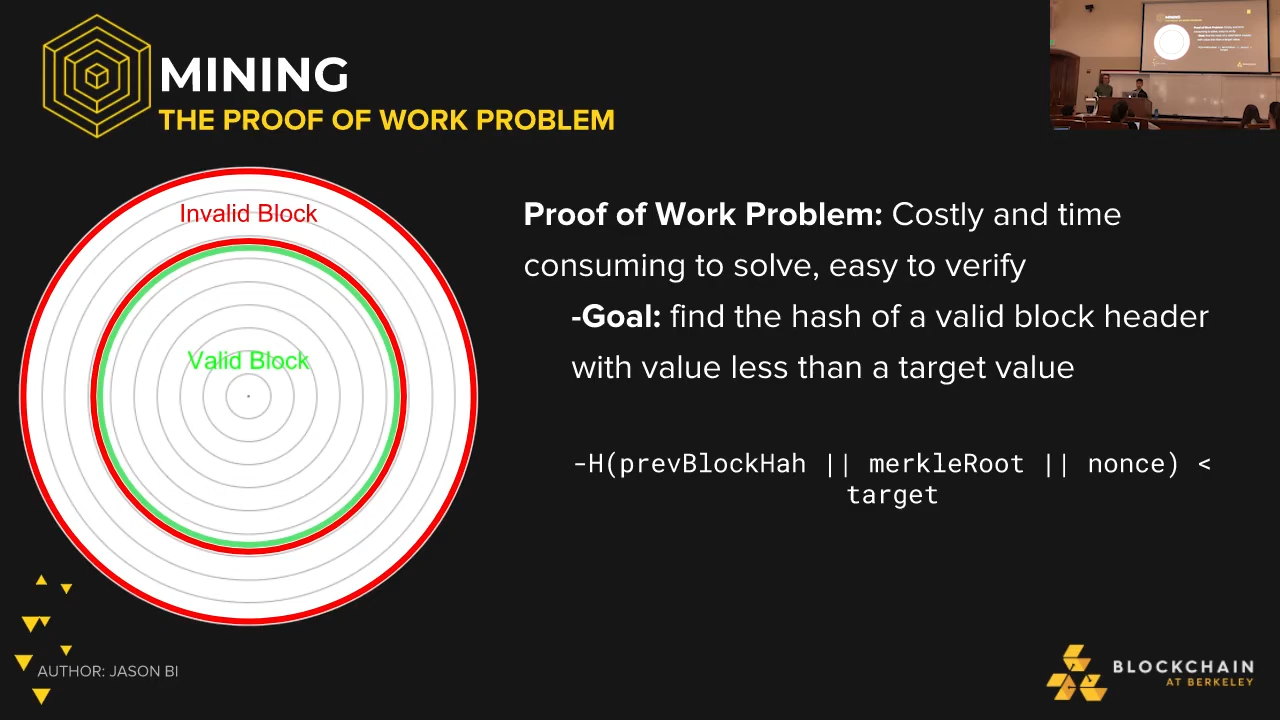 MINING
THE PROOF OF WORK PROBLEM
Invalid Block
Valid Block
Proof of Work Problem: Costly and time
consuming to solve, easy to verify
-Goal: find the hash of a valid block header
with value less than a target value
-H(prevBlockHah || merkleRoot || nonce) <
target
AUTHOR: JASON BI
BLOCKCHAIN
AT BERKELEY